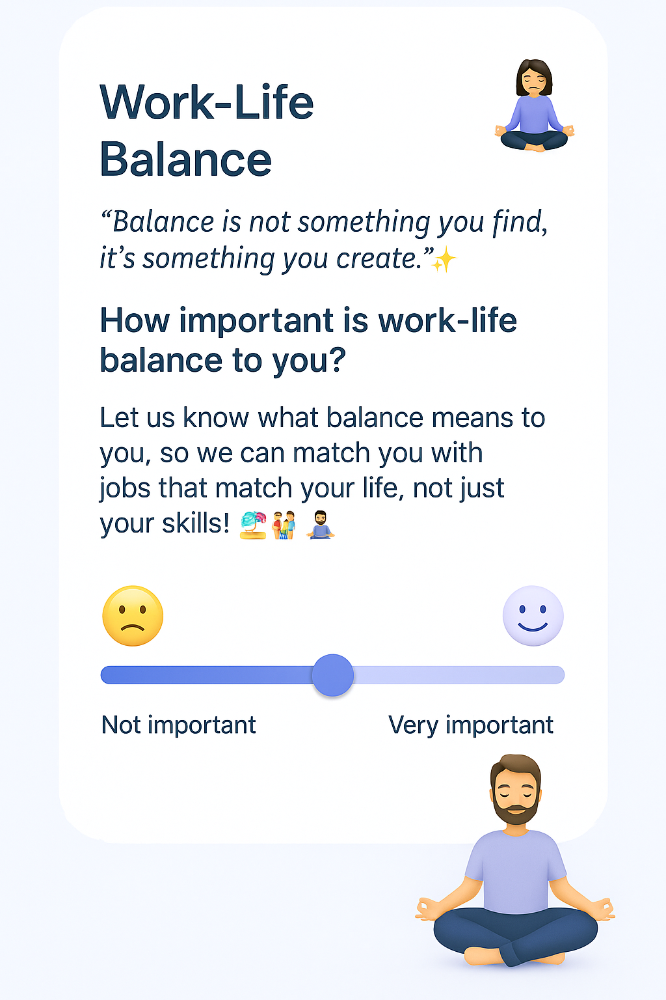 Work-Life
Balance
“Balance is not something you find,
it’s something you create.”✨
How important is work-life
balance to you?
Let us know what balance means to
you, so we can match you with
jobs that match your life, not just
your skills!
Not important
Very important